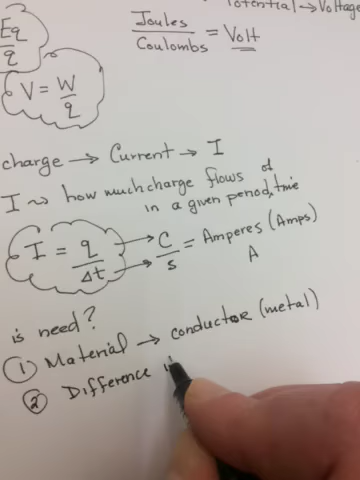 Potential → Voltage
Eq
q
Joules
Coulombs = Volt
V = W
q
charge → Current → I
I ~> how much charge flows of
in a given period, time
I = q → C = Amperes (Amps)
Δt → s A
is need?
① Material → conductor (metal)
② Difference